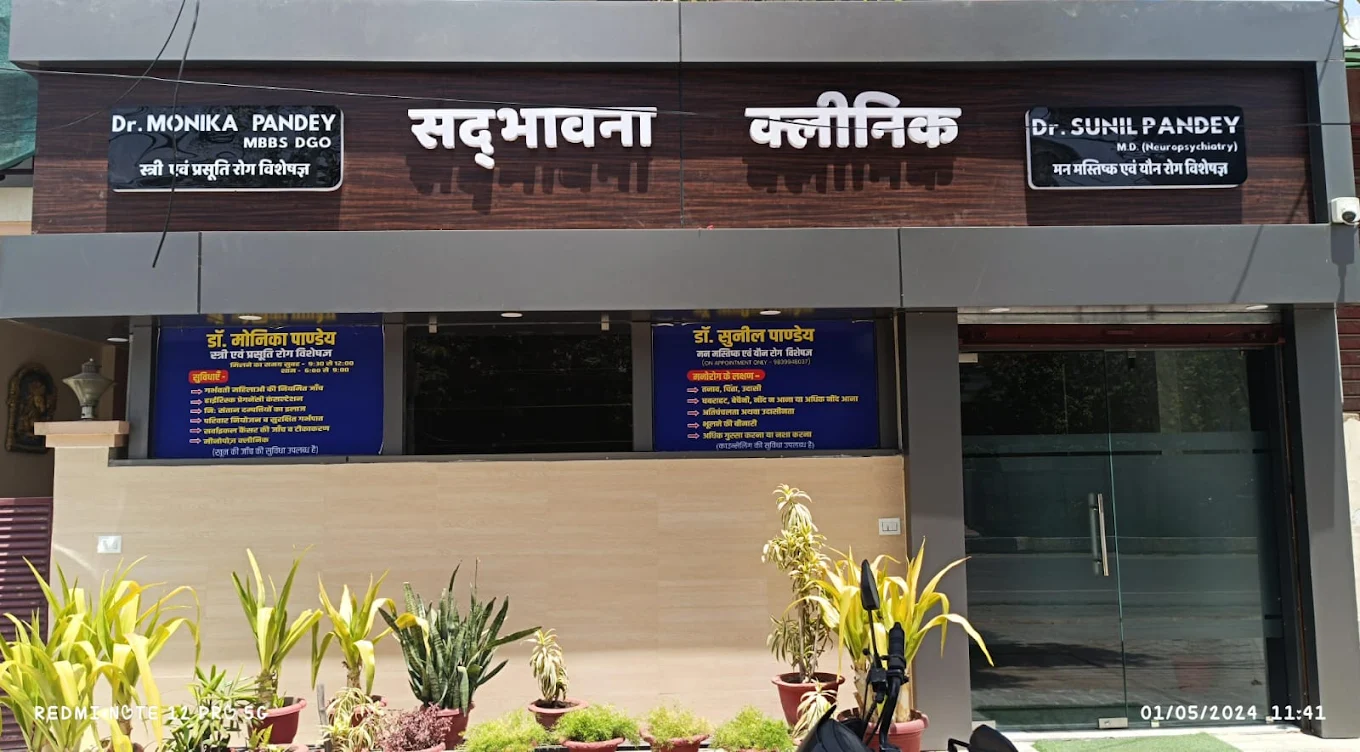 Dr. MONIKA PANDEY
MBBS DGO
स्त्री एवं प्रसूति रोग विशेषज्ञ
सद्भावना क्लीनिक
Dr. SUNIL PANDEY
M.D. (Neuropsychiatry)
मन मस्तिष्क एवं यौन रोग विशेषज्ञ
डॉ. मोनिका पाण्डेय
स्त्री एवं प्रसूति रोग विशेषज्ञ
मिलने का समय सुबह - 9:30 से 12:00
शाम - 6:00 से 9:00
सुविधाएँ -
गर्भवती महिलाओं की नियमित जाँच
हाईरिस्क प्रेगनेंसी कंसल्टेशन
नि: संतान दम्पत्तियों का इलाज
परिवार नियोजन व सुरक्षित गर्भपात
सर्वाइकल कैंसर की जाँच व टीकाकरण
मीनोपॉज़ क्लीनिक
(खून की जाँच की सुविधा उपलब्ध है)
डॉ. सुनील पाण्डेय
मन मस्तिष्क एवं यौन रोग विशेषज्ञ
(ON APPOINTMENT ONLY - 9839946037)
मनोरोग के लक्षण -
तनाव, चिंता, उदासी
घबराहट, बेचैनी, नींद न आना या अधिक नींद आना
अतिचंचलता अथवा उदासीनता
भूलने की बीमारी
अधिक गुस्सा करना या नशा करना
(काउन्सेलिंग की सुविधा उपलब्ध है)
REDMI NOTE 12 PRO 5G
01/05/2024 11:41